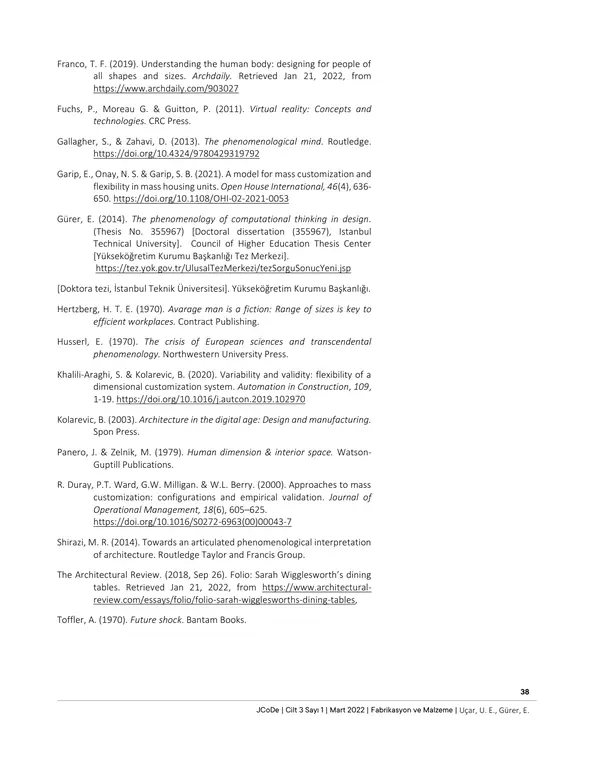 Franco, T. F. (2019). Understanding the human body: designing for people of
all shapes and sizes. Archdaily. Retrieved Jan 21, 2022, from
https://www.archdaily.com/903027
Fuchs, P., Moreau G. & Guitton, P. (2011). Virtual reality: Concepts and
technologies. CRC Press.
Gallagher, S., & Zahavi, D. (2013). The phenomenological mind. Routledge.
https://doi.org/10.4324/9780429319792
Garip, E., Onay, N. S. & Garip, S. B. (2021). A model for mass customization and
flexibility in mass housing units. Open House International, 46(4), 636-
650. https://doi.org/10.1108/OHI-02-2021-0053
Gürer, E. (2014). The phenomenology of computational thinking in design.
(Thesis No. 355967) [Doctoral dissertation (355967), Istanbul
Technical University]. Council of Higher Education Thesis Center
[Yükseköğretim Kurumu Başkanlığı Tez Merkezi].
https://tez.yok.gov.tr/UlusalTezMerkezi/tezSorguSonucYeni.jsp
[Doktora tezi, İstanbul Teknik Üniversitesi]. Yükseköğretim Kurumu Başkanlığı.
Hertzberg, H. T. E. (1970). Avarage man is a fiction: Range of sizes is key to
efficient workplaces. Contract Publishing.
Husserl, E. (1970). The crisis of European sciences and transcendental
phenomenology. Northwestern University Press.
Khalili-Araghi, S. & Kolarevic, B. (2020). Variability and validity: flexibility of a
dimensional customization system. Automation in Construction, 109,
1-19. https://doi.org/10.1016/j.autcon.2019.102970
Kolarevic, B. (2003). Architecture in the digital age: Design and manufacturing.
Spon Press.
Panero, J. & Zelnik, M. (1979). Human dimension & interior space. Watson-
Guptill Publications.
R. Duray, P.T. Ward, G.W. Milligan. & W.L. Berry. (2000). Approaches to mass
customization: configurations and empirical validation. Journal of
Operational Management, 18(6), 605–625.
https://doi.org/10.1016/S0272-6963(00)00043-7
Shirazi, M. R. (2014). Towards an articulated phenomenological interpretation
of architecture. Routledge Taylor and Francis Group.
The Architectural Review. (2018, Sep 26). Folio: Sarah Wigglesworth's dining
tables. Retrieved Jan 21, 2022, from https://www.architectural-
review.com/essays/folio/folio-sarah-wigglesworths-dining-tables,
Toffler, A. (1970). Future shock. Bantam Books.
38
JCoDe | Cilt 3 Sayı 1 | Mart 2022 | Fabrikasyon ve Malzeme | Uçar, U. E., Gürer, E.